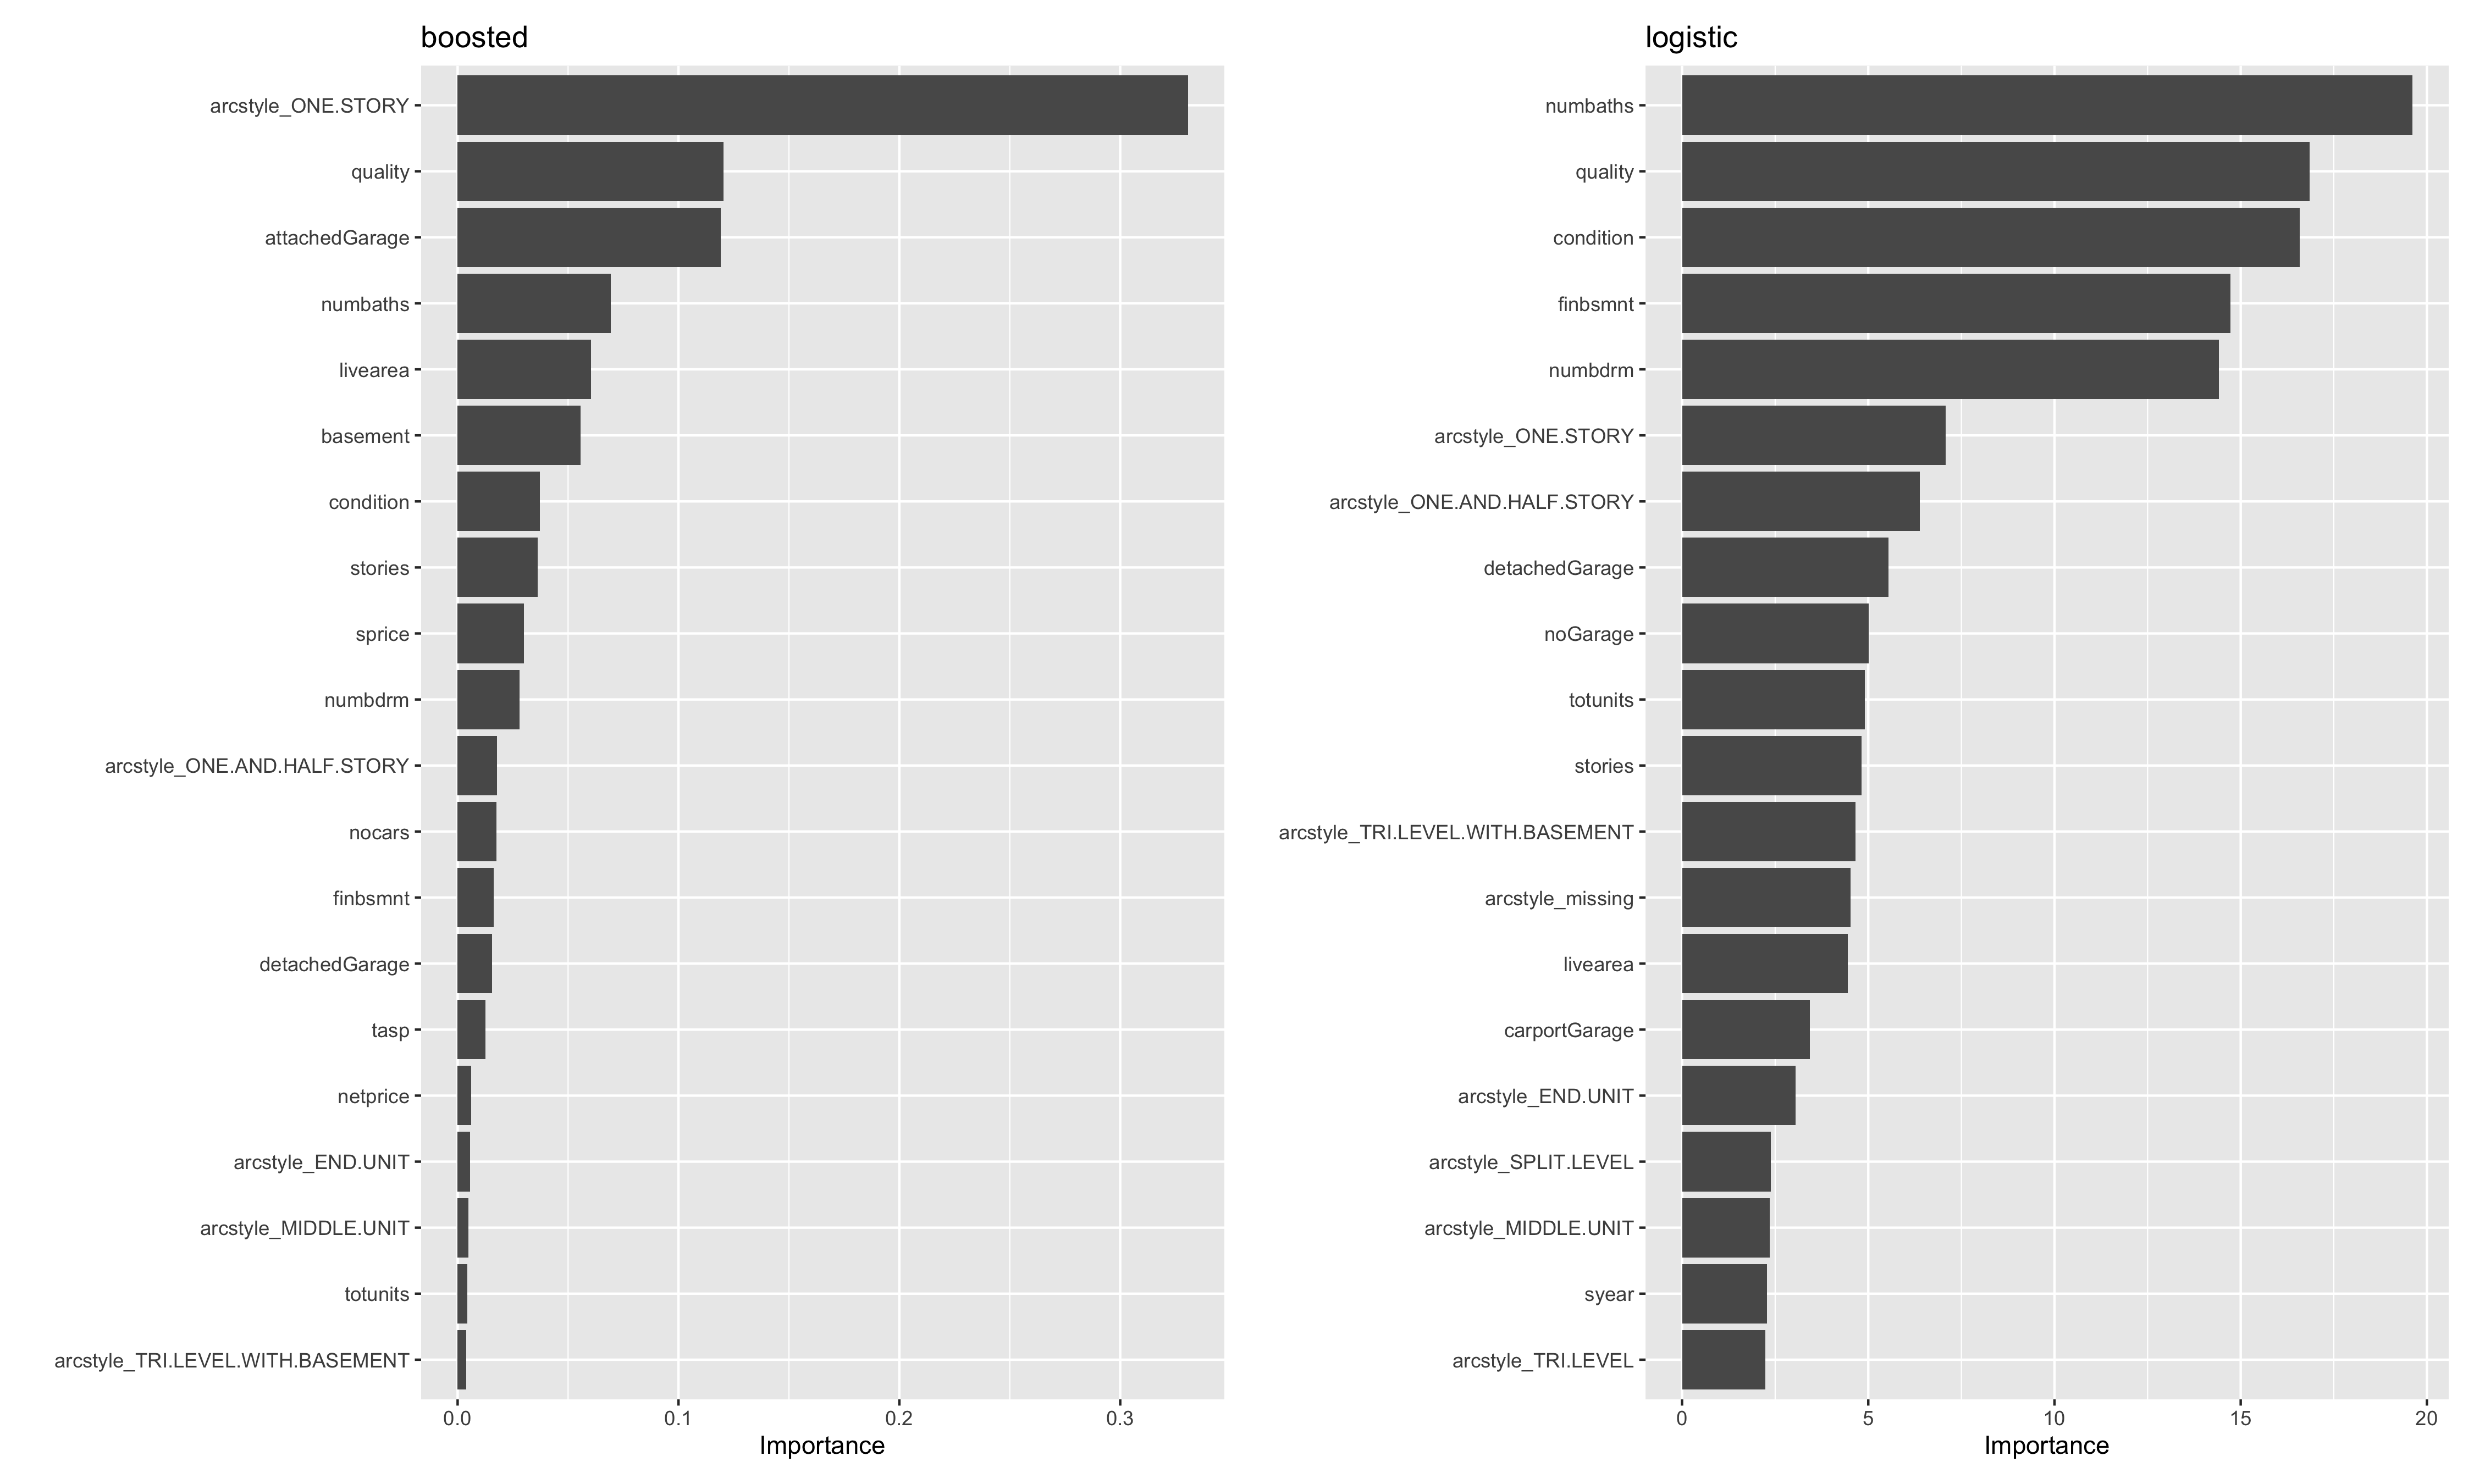 boosted
arcstyle_ONE.STORY
quality
attachedGarage
numbaths
livearea
basement
condition
stories
sprice
numbdrm
arcstyle_ONE.AND.HALF.STORY
nocars
finbsmnt
detachedGarage
tasp
netprice
arcstyle_END.UNIT
arcstyle_MIDDLE.UNIT
totunits
arcstyle_TRI.LEVEL.WITH.BASEMENT
0.0 0.1 0.2 0.3
Importance
logistic
numbaths
quality
condition
finbsmnt
numbdrm
arcstyle_ONE.STORY
arcstyle_ONE.AND.HALF.STORY
detachedGarage
noGarage
totunits
stories
arcstyle_TRI.LEVEL.WITH.BASEMENT
arcstyle_missing
livearea
carportGarage
arcstyle_END.UNIT
arcstyle_SPLIT.LEVEL
arcstyle_MIDDLE.UNIT
syear
arcstyle_TRI.LEVEL
0 5 10 15 20
Importance